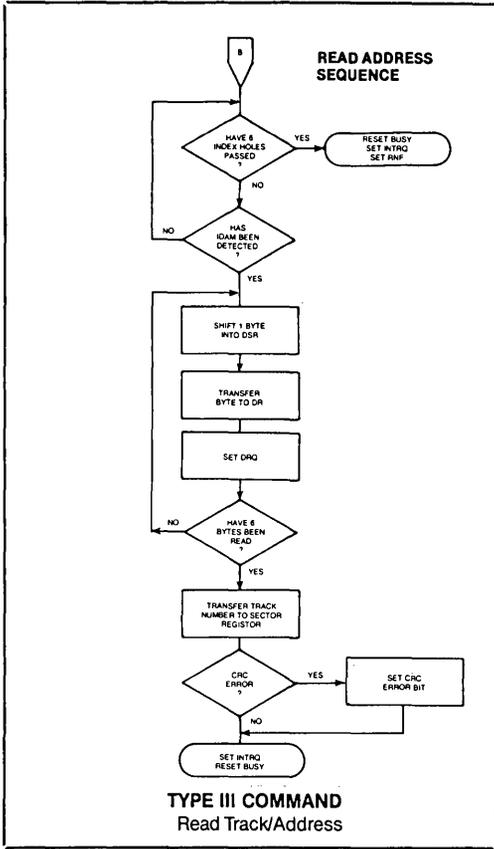 B
READ ADDRESS
SEQUENCE
HAVE 6
INDEX HOLES
PASSED
?
YES
RESET BUSY
SET INTRQ
SET RNF
NO
HAS
IDAM BEEN
DETECTED
?
NO
YES
SHIFT 1 BYTE
INTO DSR
TRANSFER
BYTE TO DR
SET DRQ
HAVE 6
BYTES BEEN
READ
?
NO
YES
TRANSFER TRACK
NUMBER TO SECTOR
REGISTOR
CRC
ERROR
?
YES
SET CRC
ERROR BIT
NO
SET INTRQ
RESET BUSY
TYPE III COMMAND
Read Track/Address